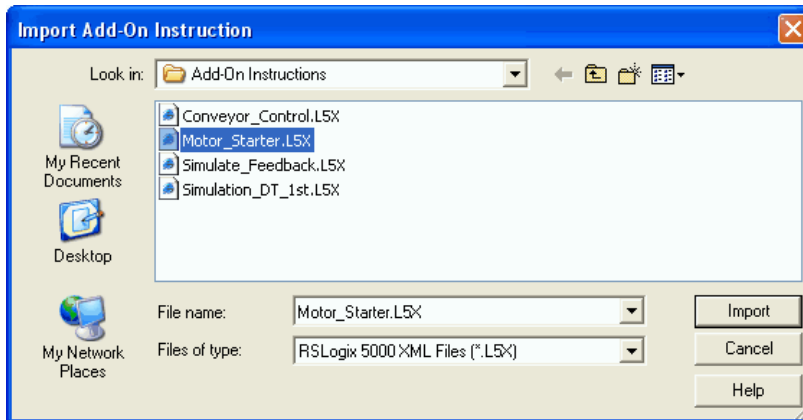 Import Add-On Instruction
Look in: Add-On Instructions
Conveyor_Control.L5X
Motor_Starter.L5X
Simulate_Feedback.L5X
Simulation_DT_1st.L5X
My Recent
Documents
Desktop
My Network
Places
File name: Motor_Starter.L5X
Files of type: RSLogix 5000 XML Files (*.L5X)
Import
Cancel
Help